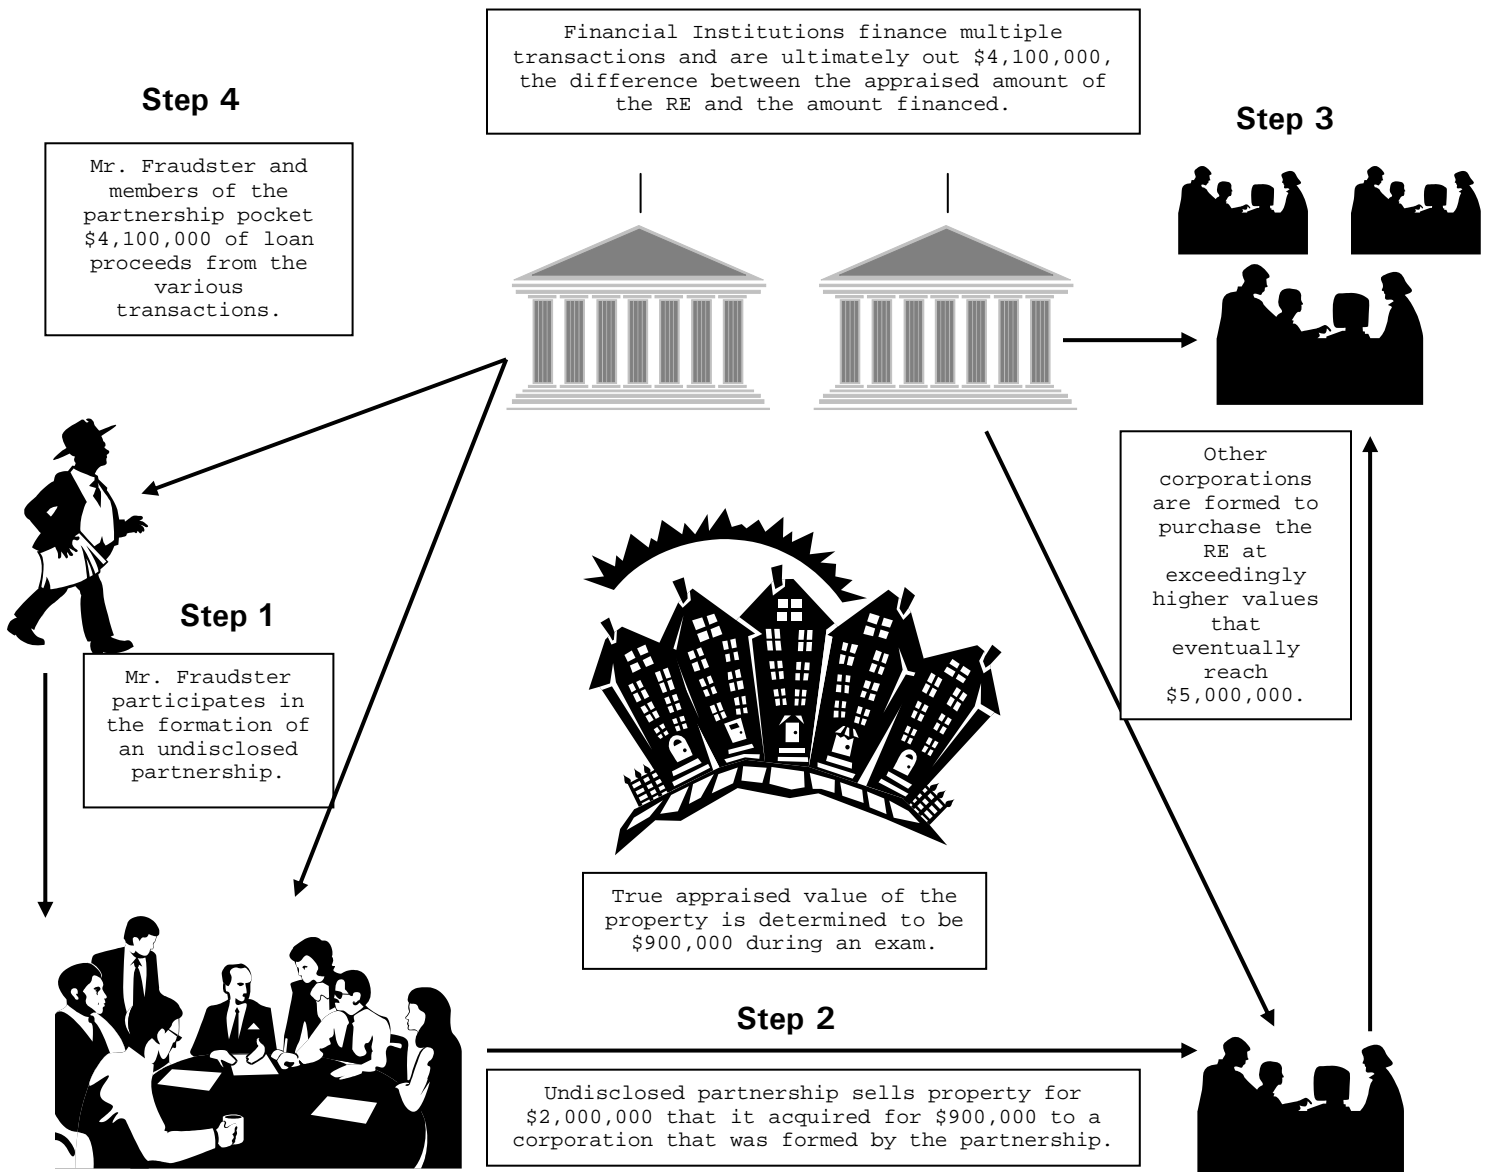 Financial Institutions finance multiple
transactions and are ultimately out $4,100,000,
the difference between the appraised amount of
the RE and the amount financed.
Step 4
Mr. Fraudster and
members of the
partnership pocket
$4,100,000 of loan
proceeds from the
various
transactions.
Step 3
Other
corporations
are formed to
purchase the
RE at
exceedingly
higher values
that
eventually
reach
$5,000,000.
Step 1
Mr. Fraudster
participates in
the formation of
an undisclosed
partnership.
True appraised value of the
property is determined to be
$900,000 during an exam.
Step 2
Undisclosed partnership sells property for
$2,000,000 that it acquired for $900,000 to a
corporation that was formed by the partnership.